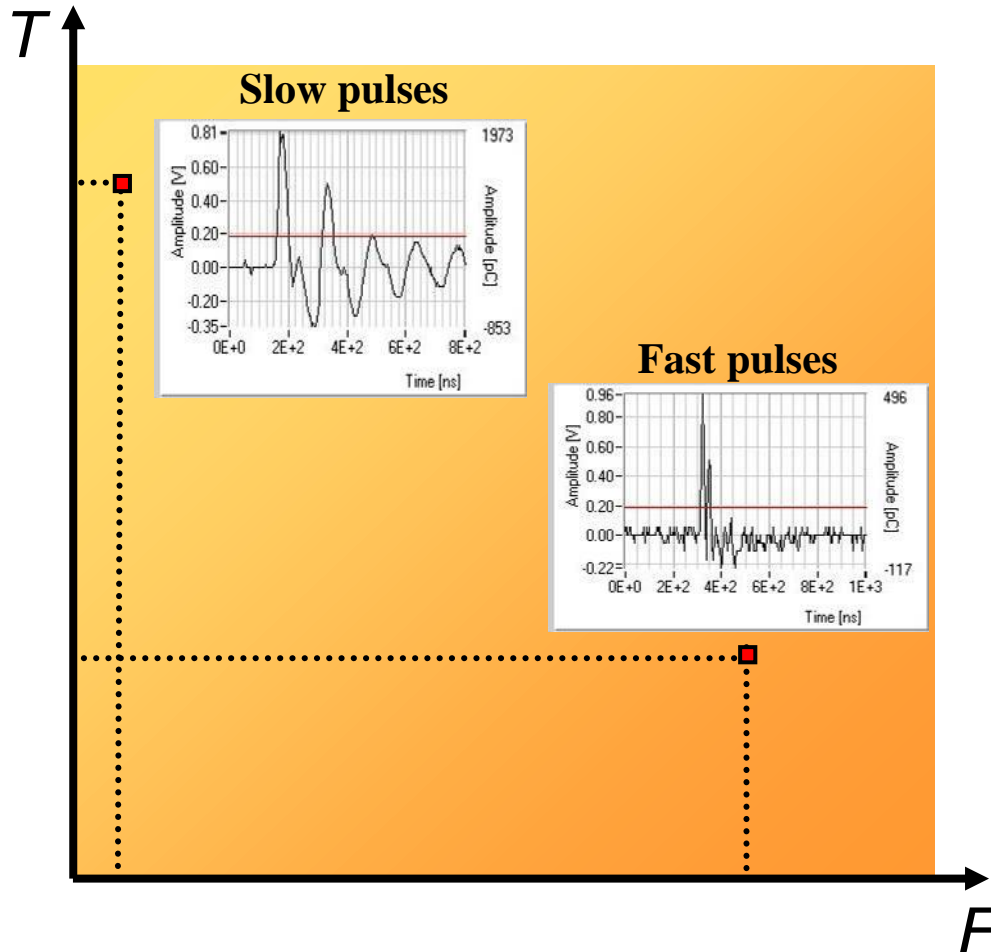 T
Slow pulses
0.81
0.60
0.40
0.20
0.00
-0.20
-0.35
Amplitude [V]
1973
Amplitude [pC]
-853
0E+0 2E+2 4E+2 6E+2 8E+2
Time [ns]
Fast pulses
0.96
0.80
0.60
0.40
0.20
0.00
-0.22
Amplitude [V]
496
Amplitude [pC]
-117
0E+0 2E+2 4E+2 6E+2 8E+2 1E+3
Time [ns]
F